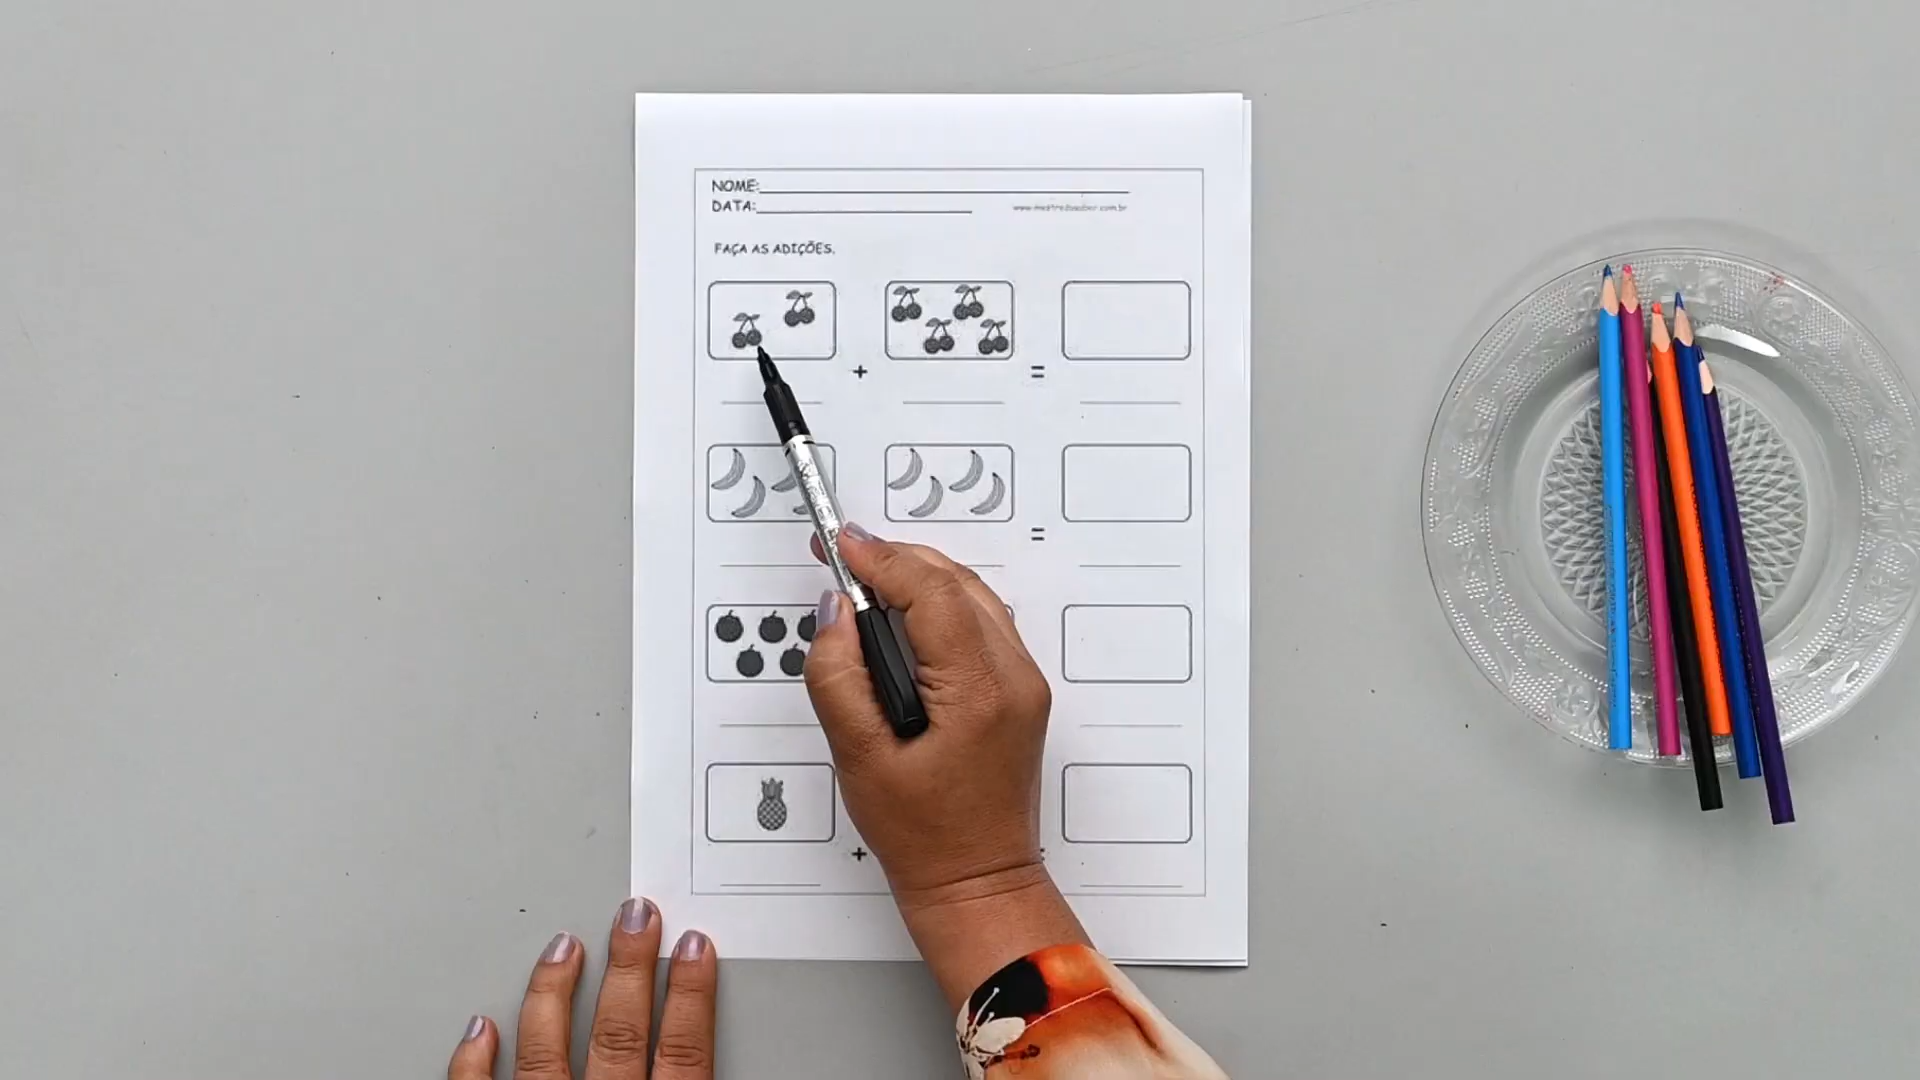 NOME:
DATA:
FAÇA AS ADIÇÕES.
+ =
=
+